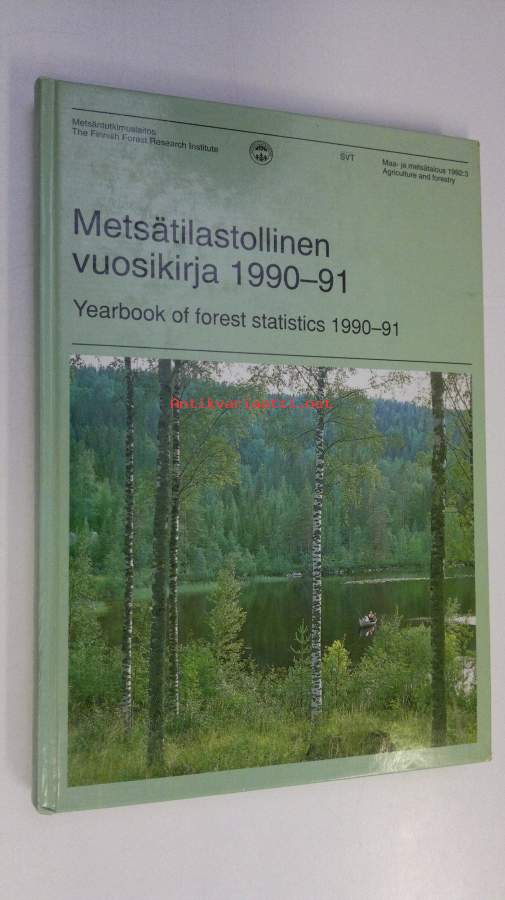 Metsäntutkimuslaitos
The Finnish Forest Research Institute
SVT
Maa- ja metsätalous 1992:3
Agriculture and forestry
Metsätilastollinen
vuosikirja 1990–91
Yearbook of forest statistics 1990–91
Antikvariaatti.net